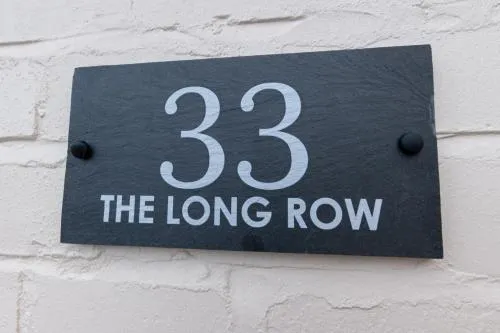 33
THE LONG ROW